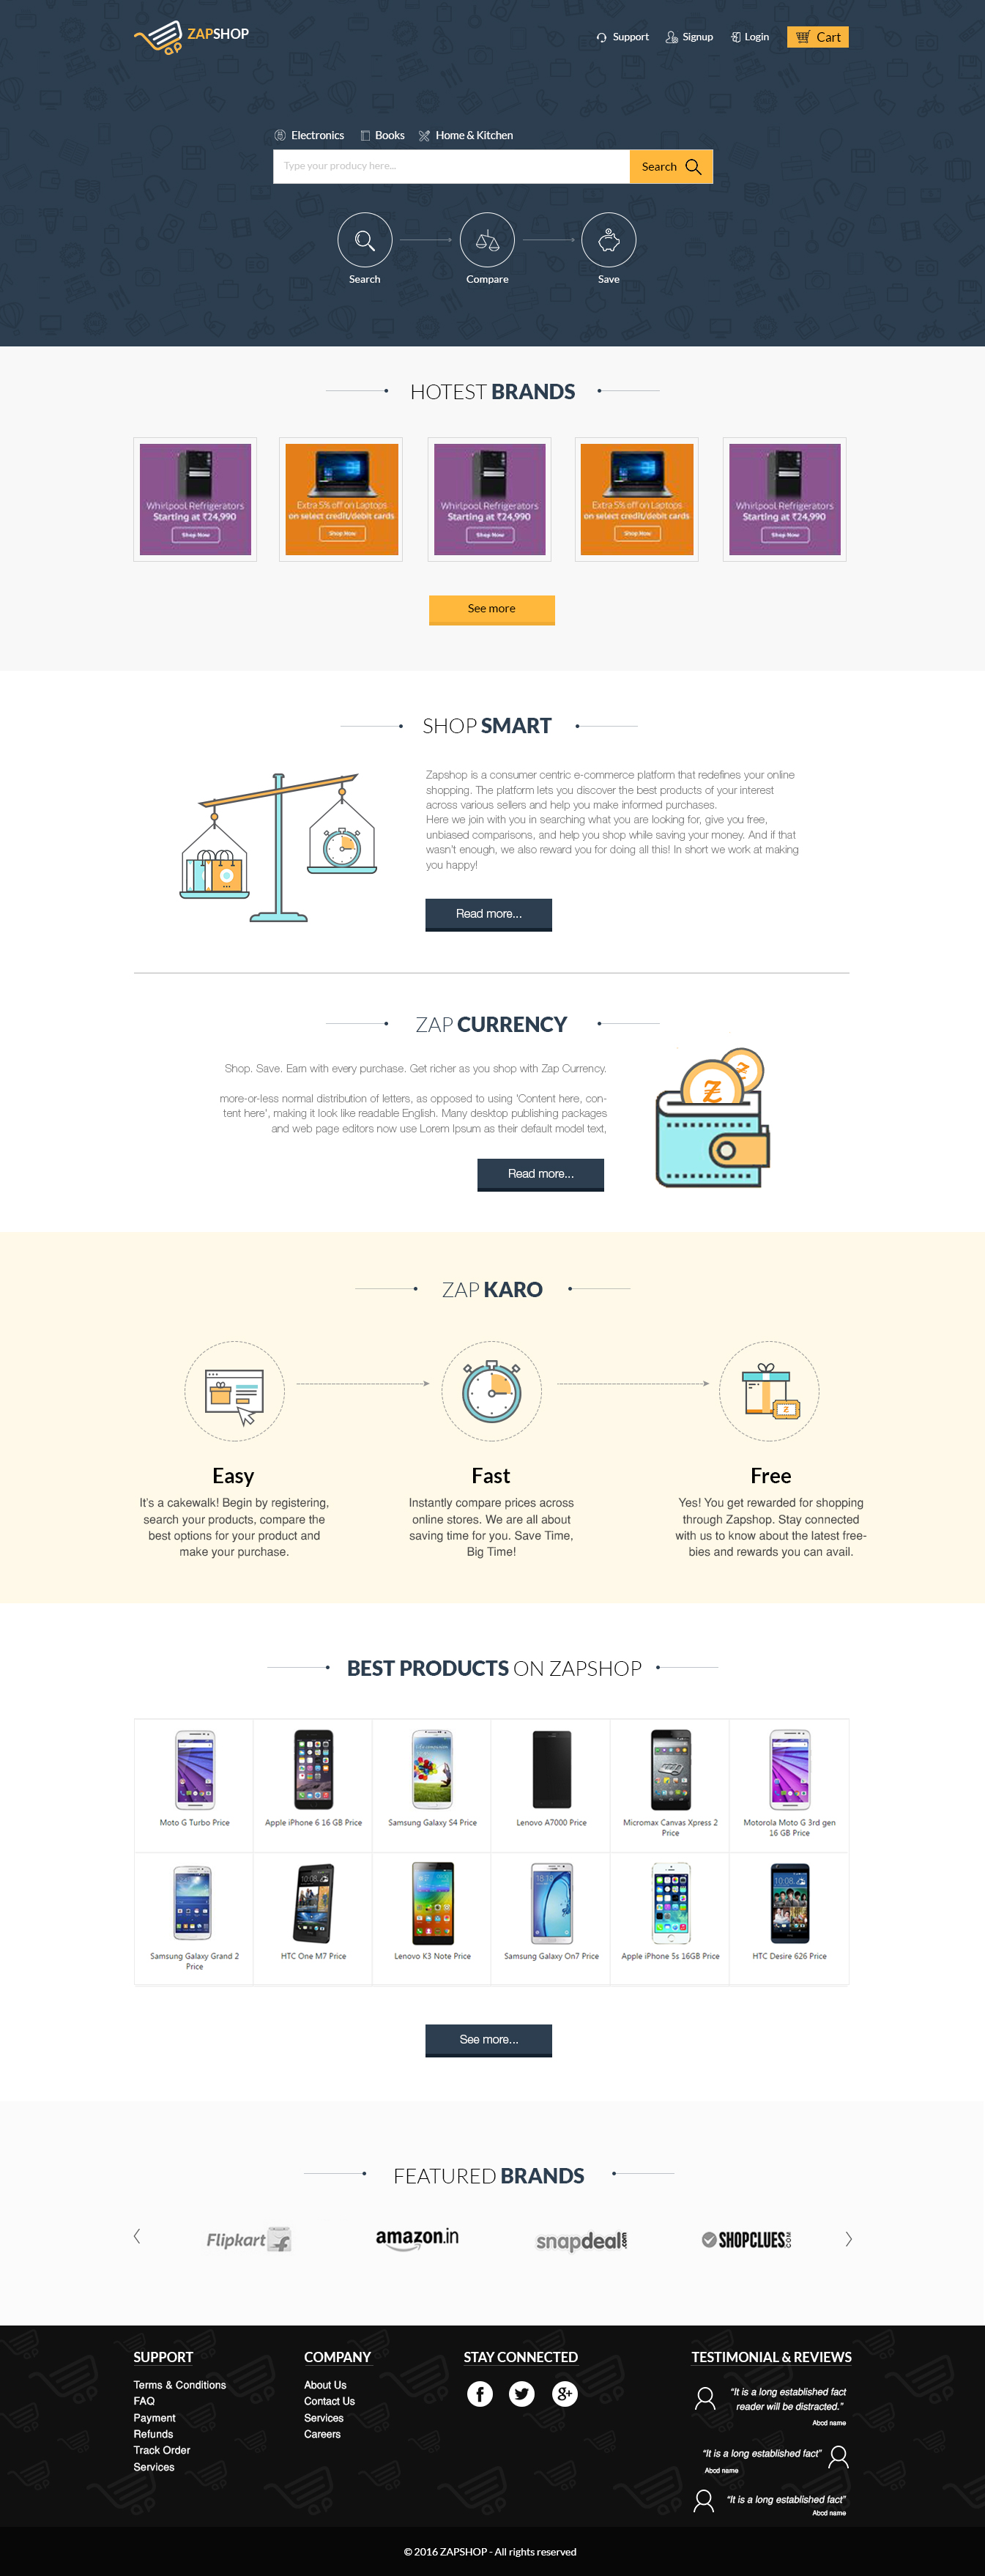 ZAPSHOP
Support
Signup
Login
Cart
Electronics
Books
Home & Kitchen
Type your producy here...
Search
Search
Compare
Save
HOTEST BRANDS
Whirlpool Refrigerators
Starting at ₹24,990
Shop Now
Extra 5% off on Laptops
on select credit/debit cards
Shop Now
Whirlpool Refrigerators
Starting at ₹24,990
Shop Now
Extra 5% off on Laptops
on select credit/debit cards
Shop Now
Whirlpool Refrigerators
Starting at ₹24,990
Shop Now
See more
SHOP SMART
Zapshop is a consumer centric e-commerce platform that redefines your online
shopping. The platform lets you discover the best products of your interest
across various sellers and help you make informed purchases.
Here we join with you in searching what you are looking for, give you free,
unbiased comparisons, and help you shop while saving your money. And if that
wasn't enough, we also reward you for doing all this! In short we work at making
you happy!
Read more...
ZAP CURRENCY
Shop. Save. Earn with every purchase. Get richer as you shop with Zap Currency.
more-or-less normal distribution of letters, as opposed to using 'Content here, con-
tent here', making it look like readable English. Many desktop publishing packages
and web page editors now use Lorem Ipsum as their default model text,
Read more...
ZAP KARO
Easy
It's a cakewalk! Begin by registering,
search your products, compare the
best options for your product and
make your purchase.
Fast
Instantly compare prices across
online stores. We are all about
saving time for you. Save Time,
Big Time!
Free
Yes! You get rewarded for shopping
through Zapshop. Stay connected
with us to know about the latest free-
bies and rewards you can avail.
BEST PRODUCTS ON ZAPSHOP
Moto G Turbo Price
Apple iPhone 6 16 GB Price
Samsung Galaxy S4 Price
Lenovo A7000 Price
Micromax Canvas Xpress 2
Price
Motorola Moto G 3rd gen
16 GB Price
Samsung Galaxy Grand 2
Price
HTC One M7 Price
Lenovo K3 Note Price
Samsung Galaxy On7 Price
Apple iPhone 5s 16GB Price
HTC Desire 626 Price
See more...
FEATURED BRANDS
Flipkart
amazon.in
snapdeal.com
SHOPCLUES.COM
SUPPORT
Terms & Conditions
FAQ
Payment
Refunds
Track Order
Services
COMPANY
About Us
Contact Us
Services
Careers
STAY CONNECTED
TESTIMONIAL & REVIEWS
"It is a long established fact
reader will be distracted."
Abcd name
"It is a long established fact"
Abcd name
"It is a long established fact"
Abcd name
© 2016 ZAPSHOP - All rights reserved